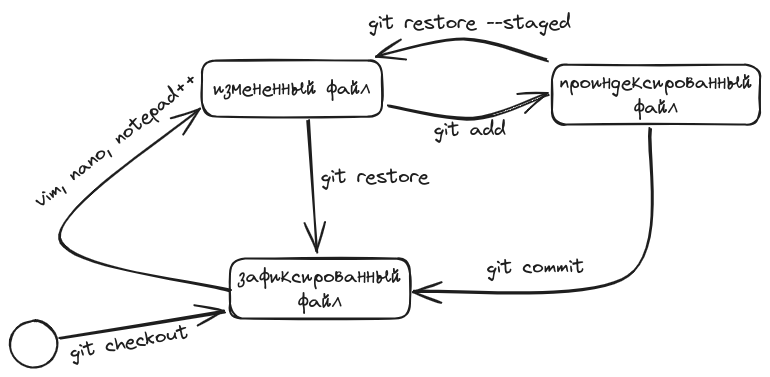 git restore --staged
изменённый файл
проиндексированный
файл
vim, nano, notepad++
git add
git restore
зафиксированный
файл
git commit
git checkout